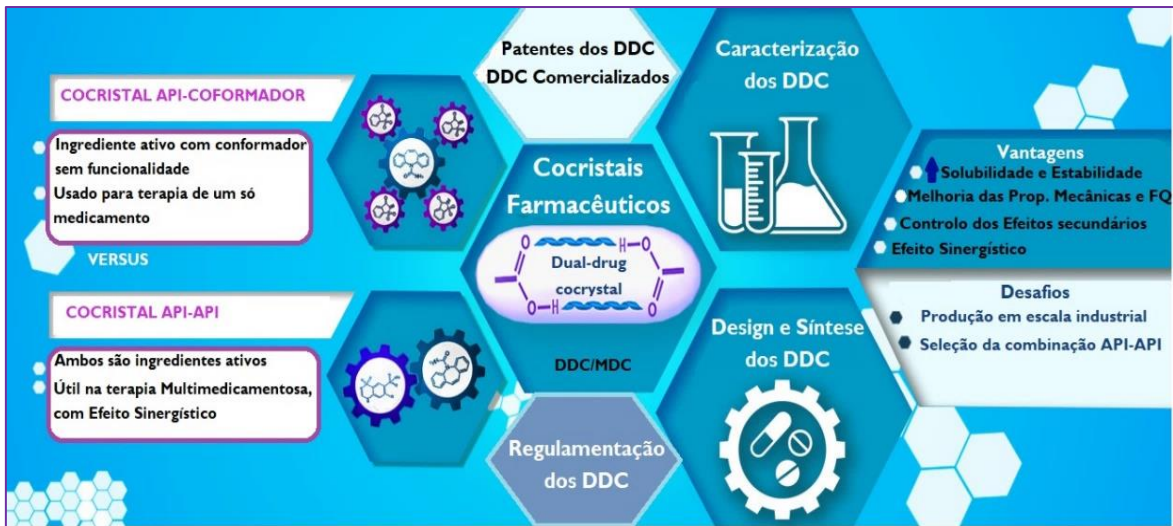 COCRISTAL API-COFORMADOR
Ingrediente ativo com conformador
sem funcionalidade
Usado para terapia de um só
medicamento
VERSUS
COCRISTAL API-API
Ambos são ingredientes ativos
Útil na terapia Multimedicamentosa,
com Efeito Sinergístico
Patentes dos DDC
DDC Comercializados
Cocristais
Farmacêuticos
O
H-O
Dual-drug
cocrystal
O-H
O
DDC/MDC
Regulamentação
dos DDC
Caracterização
dos DDC
Design e Síntese
dos DDC
Vantagens
Solubilidade e Estabilidade
Melhoria das Prop. Mecânicas e FQ
Controlo dos Efeitos secundários
Efeito Sinergístico
Desafios
Produção em escala industrial
Seleção da combinação API-API